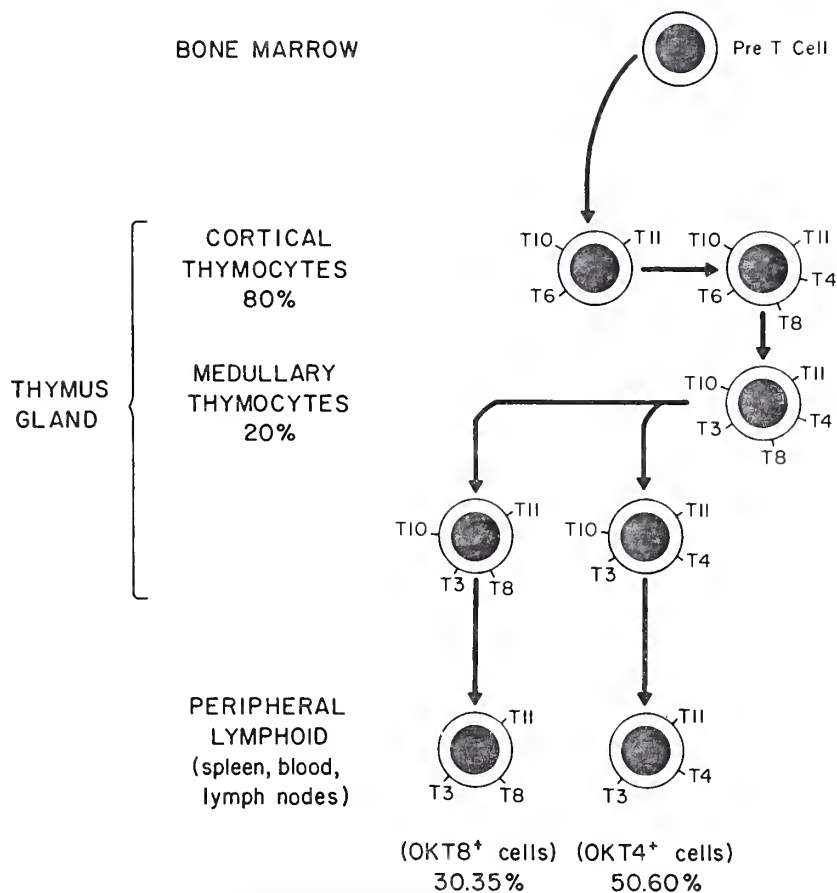 BONE MARROW
Pre T Cell
THYMUS
GLAND
CORTICAL
THYMOCYTES
80%
T10
T11
T6
T10
T11
T4
T6
T8
MEDULLARY
THYMOCYTES
20%
T10
T11
T4
T3
T8
T10
T11
T3
T8
T10
T11
T4
T3
PERIPHERAL
LYMPHOID
(spleen, blood,
lymph nodes)
T11
T3
T8
T11
T4
T3
(OKT8+ cells)
30.35%
(OKT4+ cells)
50.60%